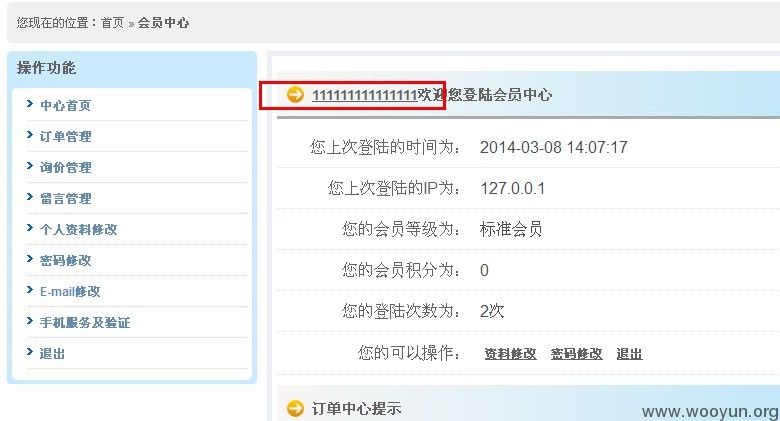 您现在的位置：首页 » 会员中心
操作功能
中心首页
订单管理
询价管理
留言管理
个人资料修改
密码修改
E-mail修改
手机服务及验证
退出
111111111111111欢迎您登陆会员中心
您上次登陆的时间为： 2014-03-08 14:07:17
您上次登陆的IP为： 127.0.0.1
您的会员等级为： 标准会员
您的会员积分为： 0
您的登陆次数为： 2次
您的可以操作： 资料修改 密码修改 退出
订单中心提示
www.wooyun.org